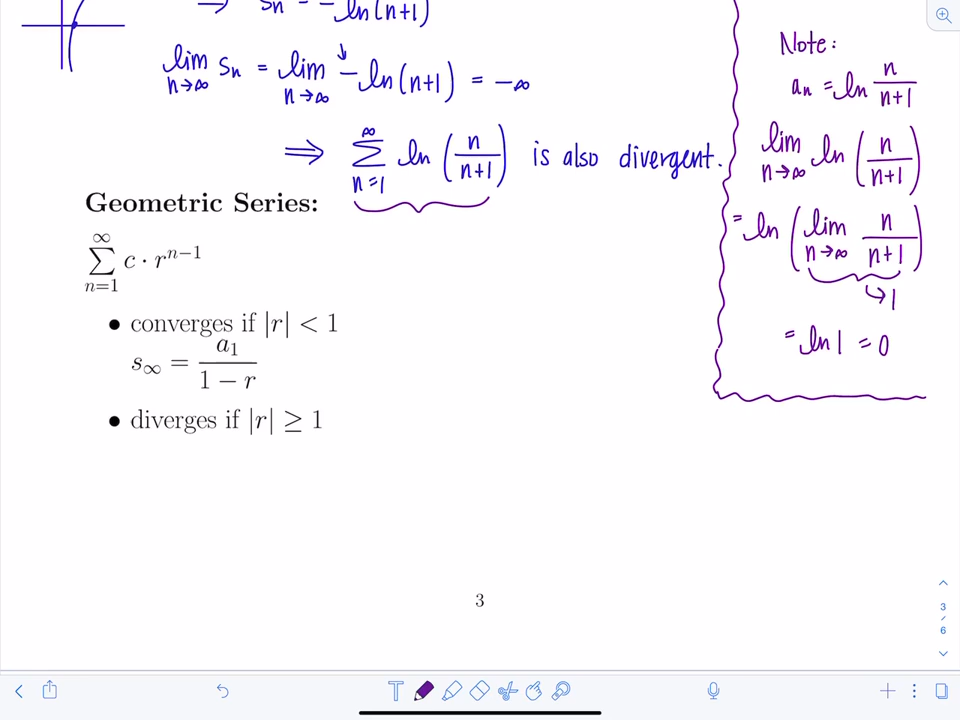 ⇒ sₙ = - ln(n+1)
lim n→∞ sₙ = lim n→∞ - ln(n+1) = -∞
⇒ ∞ Σ n=1 ln (n/(n+1)) is also divergent.
Geometric Series:
∞ Σ n=1 c · rⁿ⁻¹
• converges if |r| < 1
s∞ = a₁/(1 − r)
• diverges if |r| ≥ 1
3
Note:
aₙ = ln n/(n+1)
lim n→∞ ln (n/(n+1))
= ln (lim n→∞ n/(n+1))
↳ 1
= ln 1 = 0
3
/
6
T